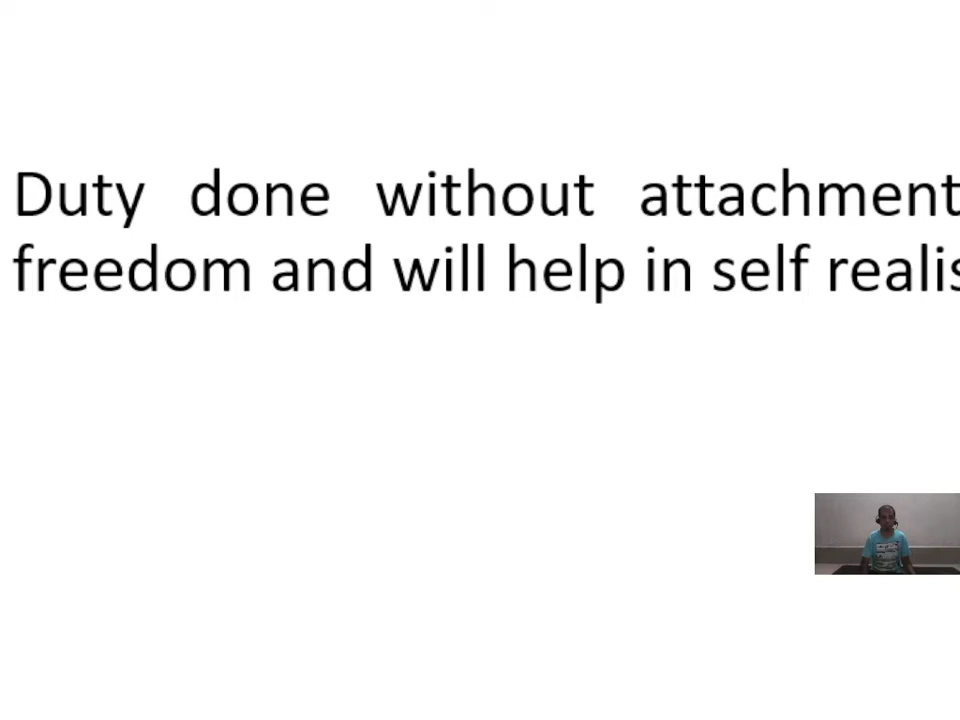 Duty done without attachment
freedom and will help in self realis